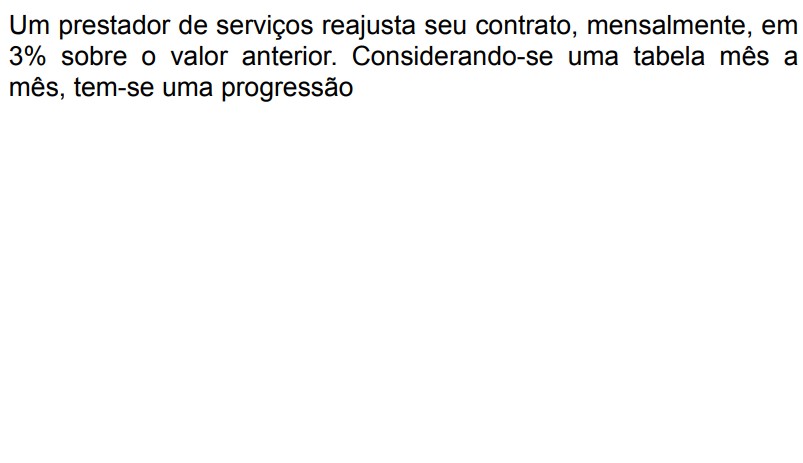 Um prestador de serviços reajusta seu contrato, mensalmente, em
3% sobre o valor anterior. Considerando-se uma tabela mês a
mês, tem-se uma progressão